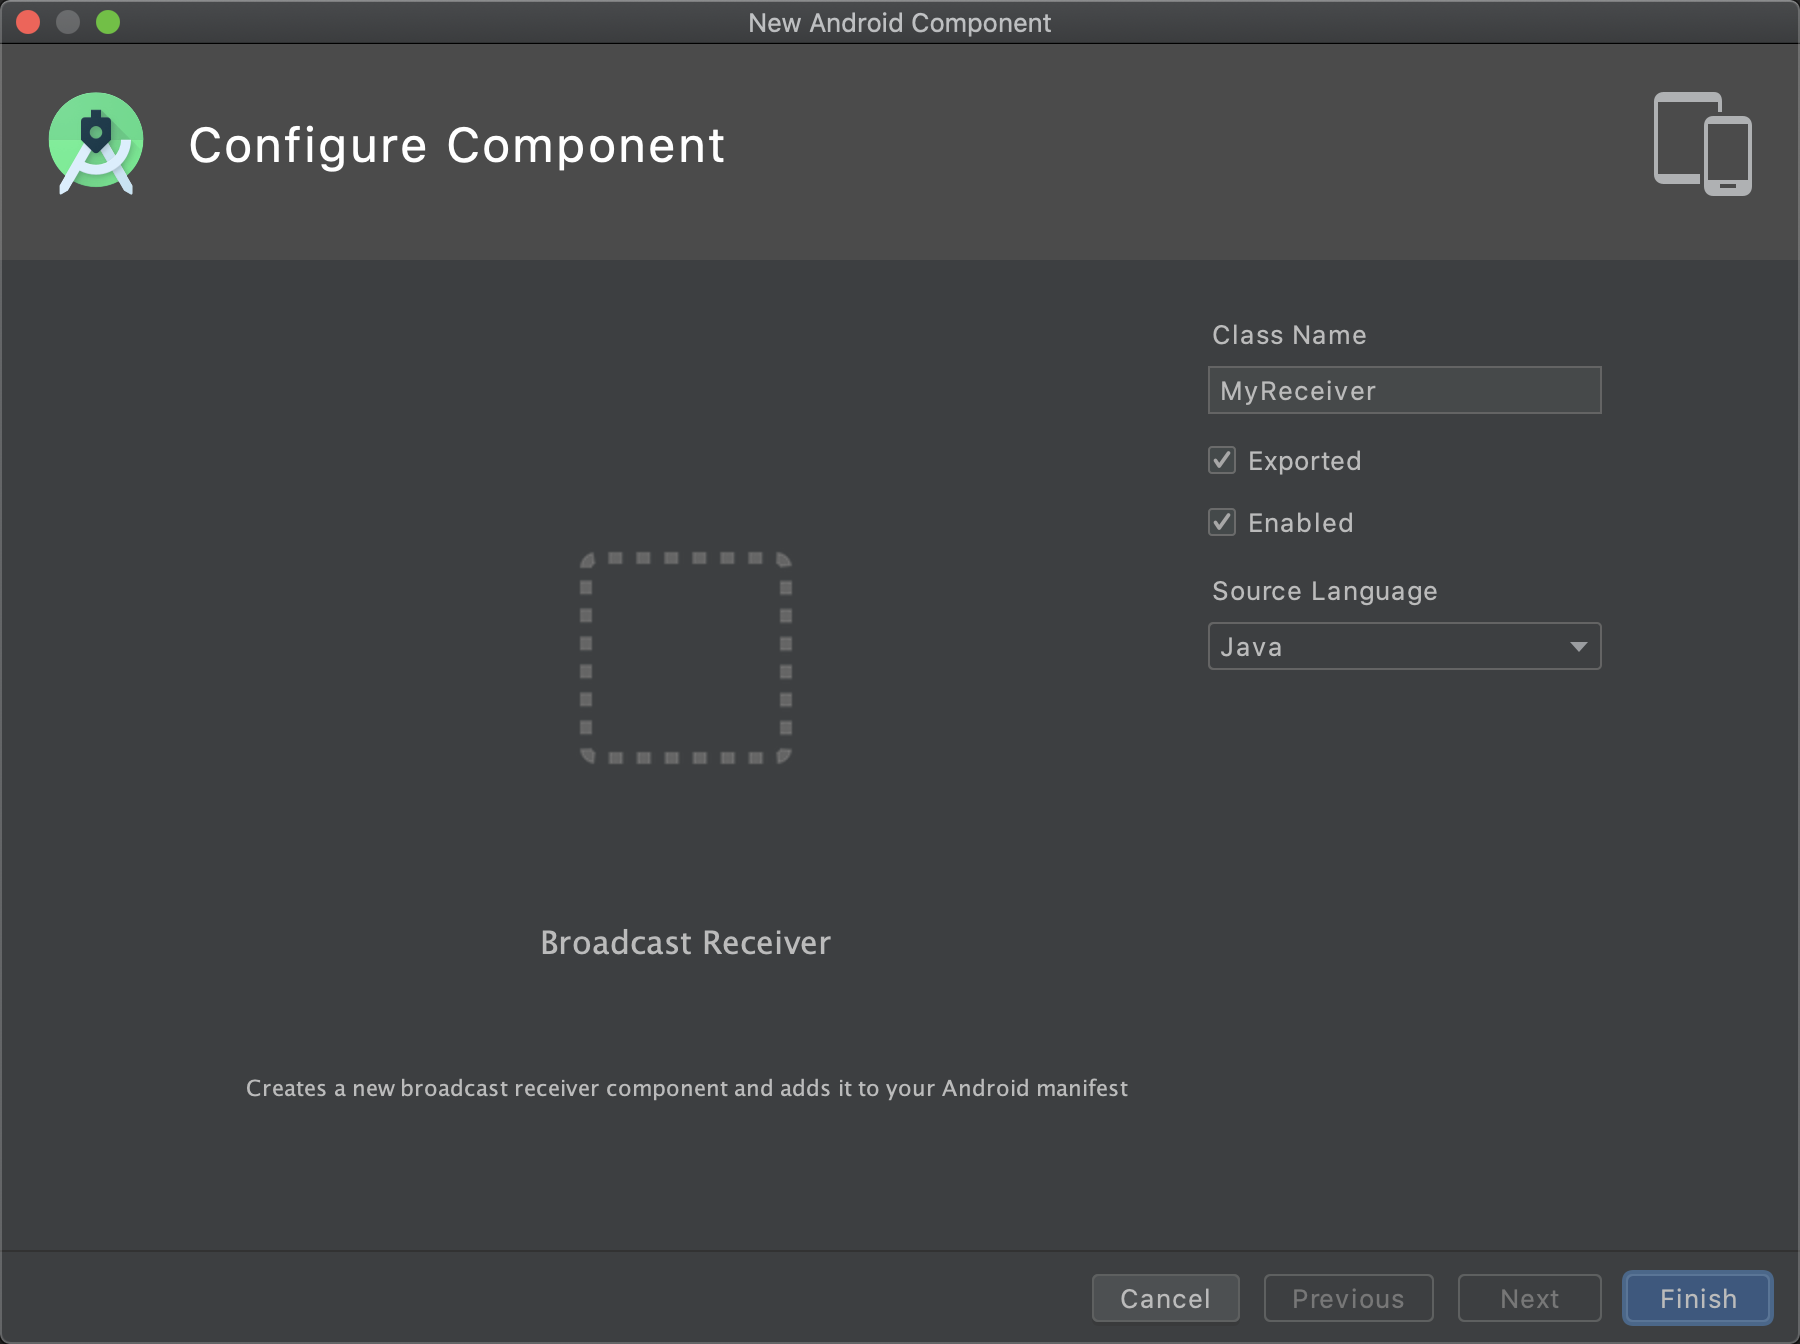 New Android Component
Configure Component
Class Name
MyReceiver
Exported
Enabled
Source Language
Java
Broadcast Receiver
Creates a new broadcast receiver component and adds it to your Android manifest
Cancel
Previous
Next
Finish